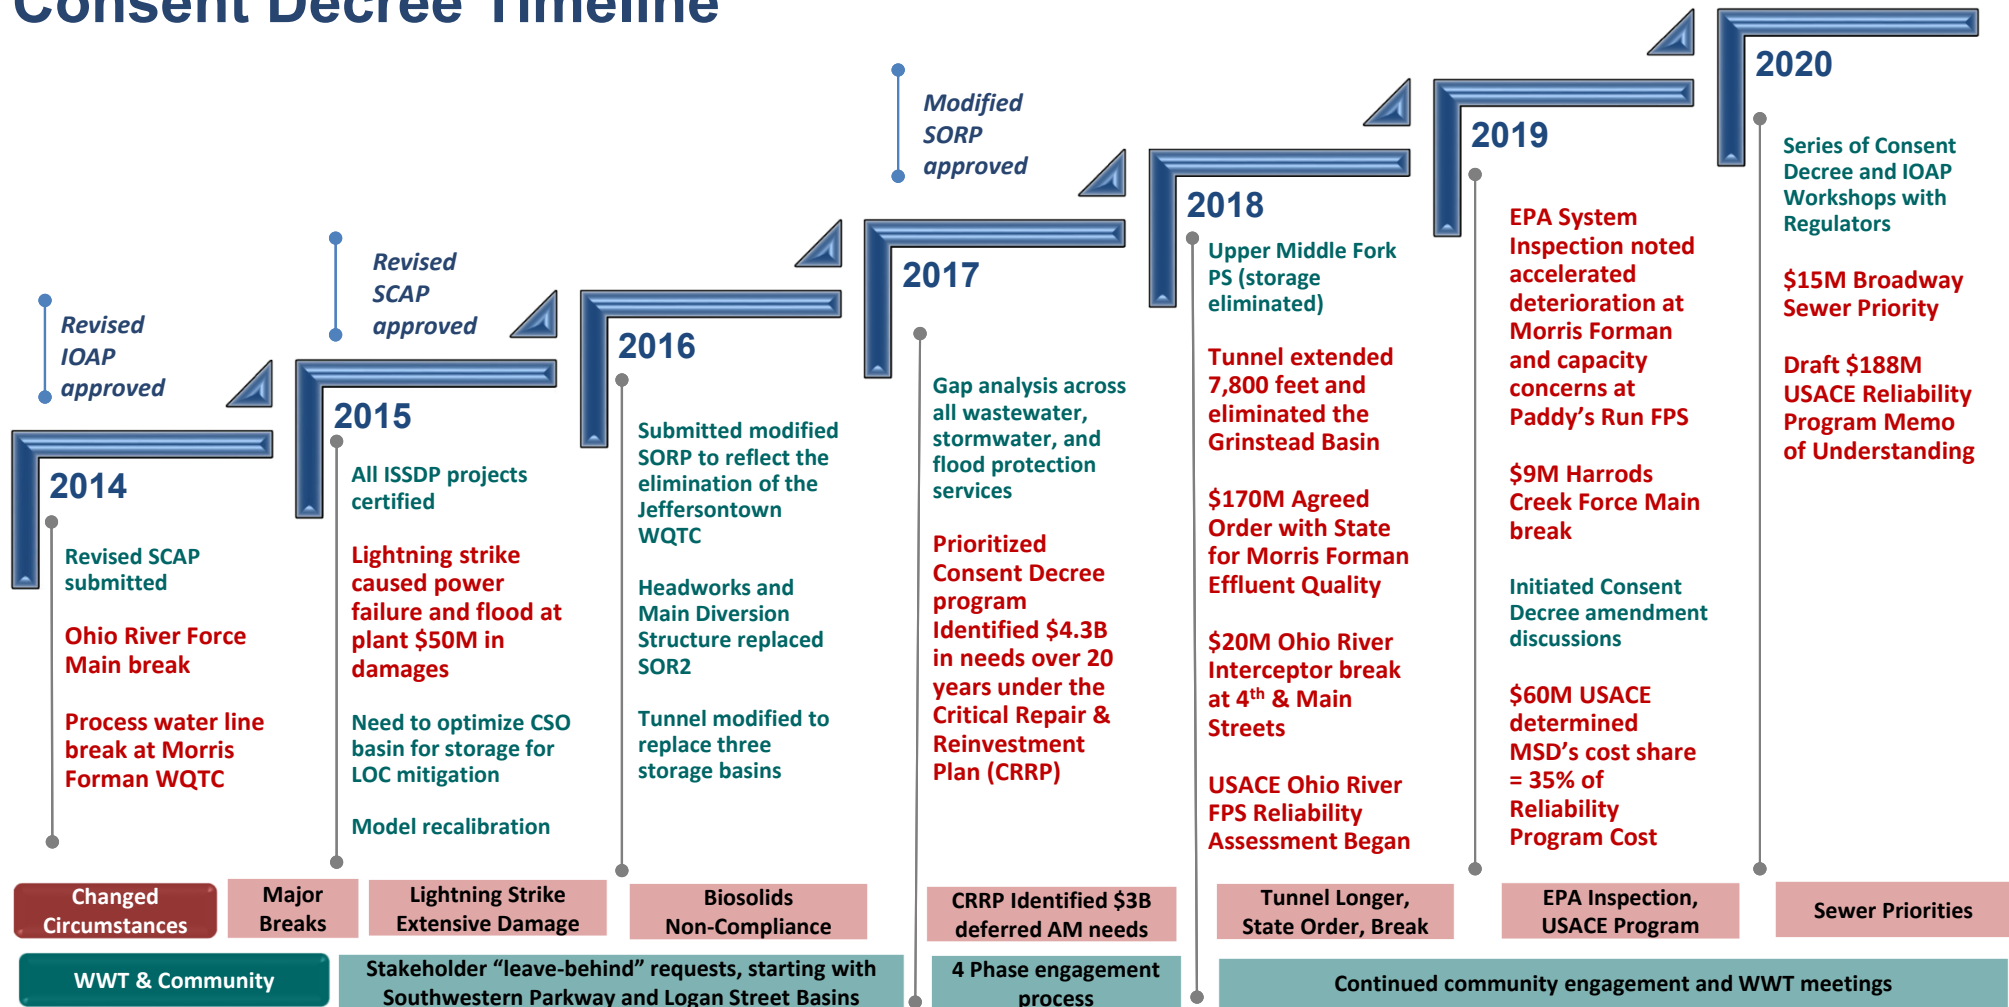 Consent Decree Timeline
Revised
IOAP
approved
2014
Revised SCAP
submitted
Ohio River Force
Main break
Process water line
break at Morris
Forman WQTC
Revised
SCAP
approved
2015
All ISSDP projects
certified
Lightning strike
caused power
failure and flood at
plant $50M in
damages
Need to optimize CSO
basin for storage for
LOC mitigation
Model recalibration
2016
Submitted modified
SORP to reflect the
elimination of the
Jeffersontown
WQTC
Headworks and
Main Diversion
Structure replaced
SOR2
Tunnel modified to
replace three
storage basins
Modified
SORP
approved
2017
Gap analysis across
all wastewater,
stormwater, and
flood protection
services
Prioritized
Consent Decree
program
Identified $4.3B
in needs over 20
years under the
Critical Repair &
Reinvestment
Plan (CRRP)
2018
Upper Middle Fork
PS (storage
eliminated)
Tunnel extended
7,800 feet and
eliminated the
Grinstead Basin
$170M Agreed
Order with State
for Morris Forman
Effluent Quality
$20M Ohio River
Interceptor break
at 4th & Main
Streets
USACE Ohio River
FPS Reliability
Assessment Began
2019
EPA System
Inspection noted
accelerated
deterioration at
Morris Forman
and capacity
concerns at
Paddy's Run FPS
$9M Harrods
Creek Force Main
break
Initiated Consent
Decree amendment
discussions
$60M USACE
determined
MSD's cost share
= 35% of
Reliability
Program Cost
2020
Series of Consent
Decree and IOAP
Workshops with
Regulators
$15M Broadway
Sewer Priority
Draft $188M
USACE Reliability
Program Memo
of Understanding
Changed
Circumstances
Major
Breaks
Lightning Strike
Extensive Damage
Biosolids
Non-Compliance
CRRP Identified $3B
deferred AM needs
Tunnel Longer,
State Order, Break
EPA Inspection,
USACE Program
Sewer Priorities
WWT & Community
Stakeholder "leave-behind" requests, starting with
Southwestern Parkway and Logan Street Basins
4 Phase engagement
process
Continued community engagement and WWT meetings